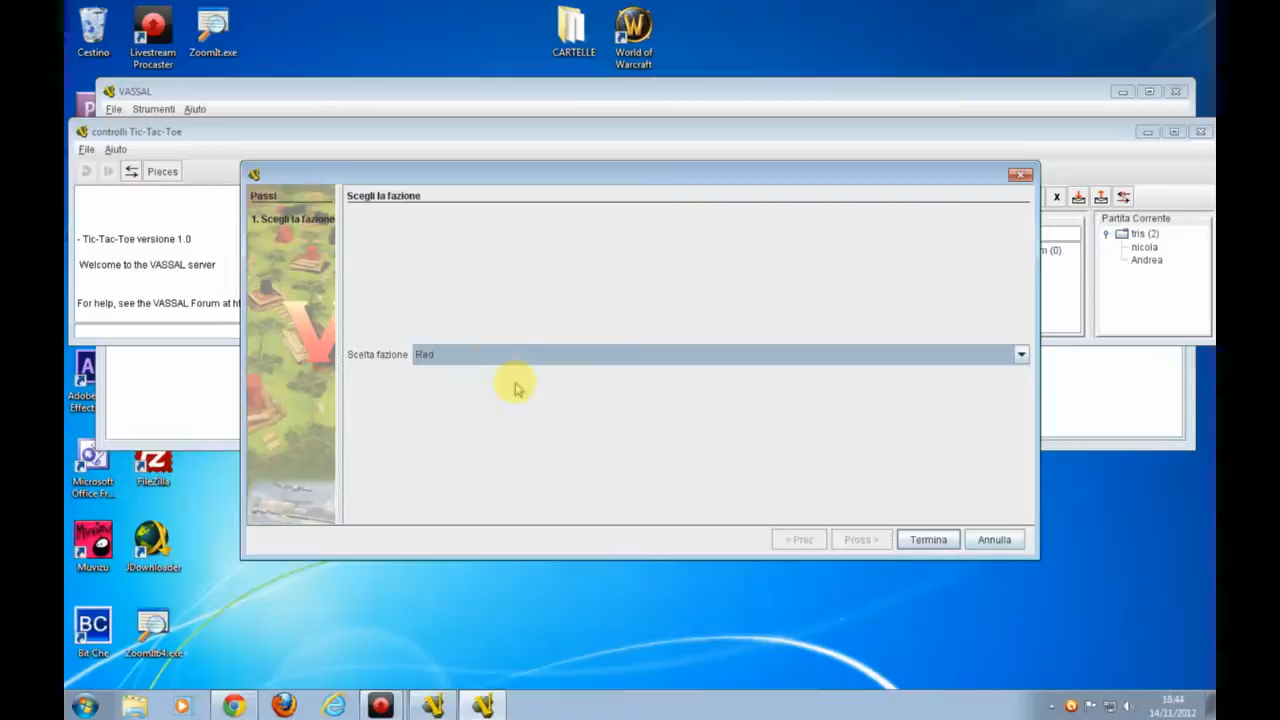 Cestino
Livestream
Procaster
ZoomIt.exe
CARTELLE
World of
Warcraft
VASSAL
File Strumenti Aiuto
controlli Tic-Tac-Toe
File Aiuto
Pieces
- Tic-Tac-Toe versione 1.0
Welcome to the VASSAL server
For help, see the VASSAL Forum at ht
Passi
1. Scegli la fazione
Scegli la fazione
Scelta fazione Red
< Prec Pross > Termina Annulla
x
(0)
Partita Corrente
tris (2)
nicola
Andrea
Adobe
Effects
Microsoft
Office Fr...
FileZilla
Muvizu
JDownloader
BC
Bit Che
ZoomIt64.exe
18:44
14/11/2012